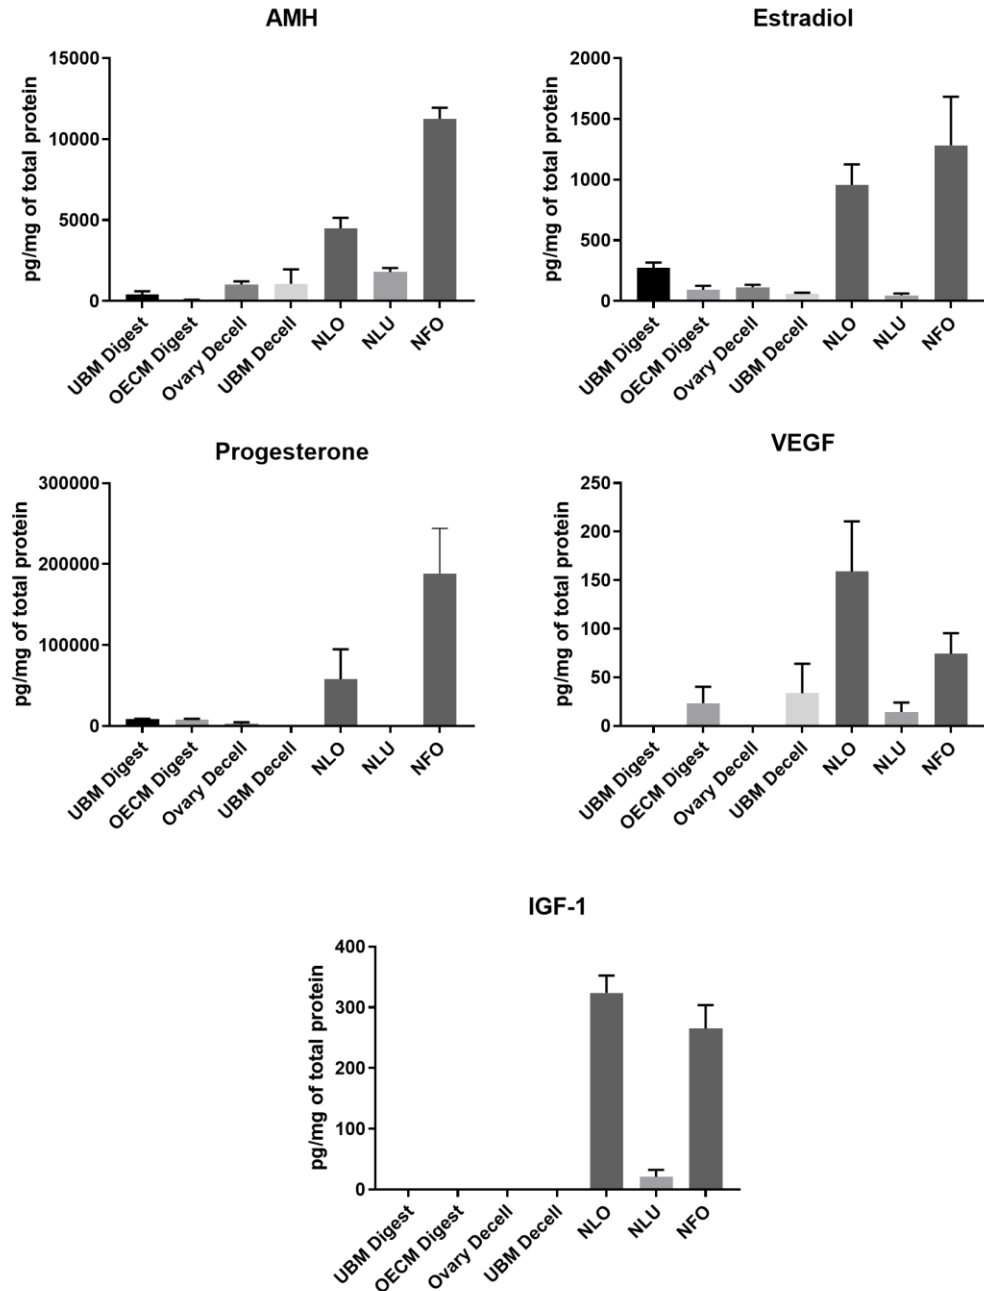 AMH
pg/mg of total protein
15000
10000
5000
0
UBM Digest
OECM Digest
Ovary Decell
UBM Decell
NLO
NLU
NFO
Estradiol
pg/mg of total protein
2000
1500
1000
500
0
UBM Digest
OECM Digest
Ovary Decell
UBM Decell
NLO
NLU
NFO
Progesterone
pg/mg of total protein
300000
200000
100000
0
UBM Digest
OECM Digest
Ovary Decell
UBM Decell
NLO
NLU
NFO
VEGF
pg/mg of total protein
250
200
150
100
50
0
UBM Digest
OECM Digest
Ovary Decell
UBM Decell
NLO
NLU
NFO
IGF-1
pg/mg of total protein
400
300
200
100
0
UBM Digest
OECM Digest
Ovary Decell
UBM Decell
NLO
NLU
NFO